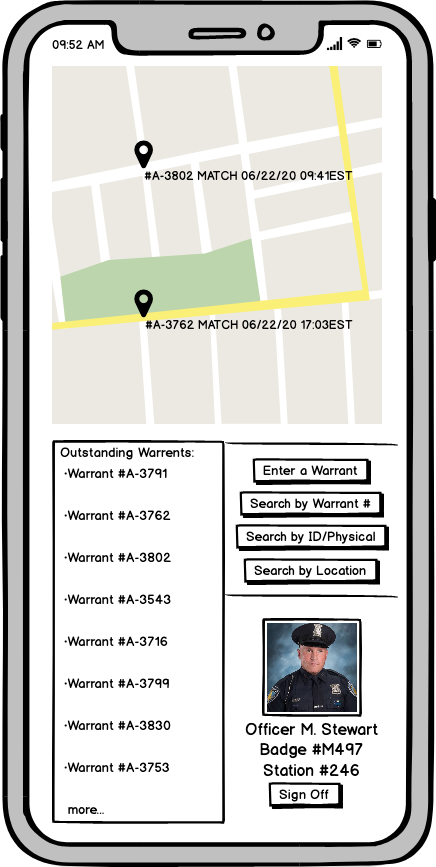 09:52 AM
#A-3802 MATCH 06/22/20 09:41EST
#A-3762 MATCH 06/22/20 17:03EST
Outstanding Warrents:
·Warrant #A-3791
·Warrant #A-3762
·Warrant #A-3802
·Warrant #A-3543
·Warrant #A-3716
·Warrant #A-3799
·Warrant #A-3830
·Warrant #A-3753
more...
Enter a Warrant
Search by Warrant #
Search by ID/Physical
Search by Location
Officer M. Stewart
Badge #M497
Station #246
Sign Off